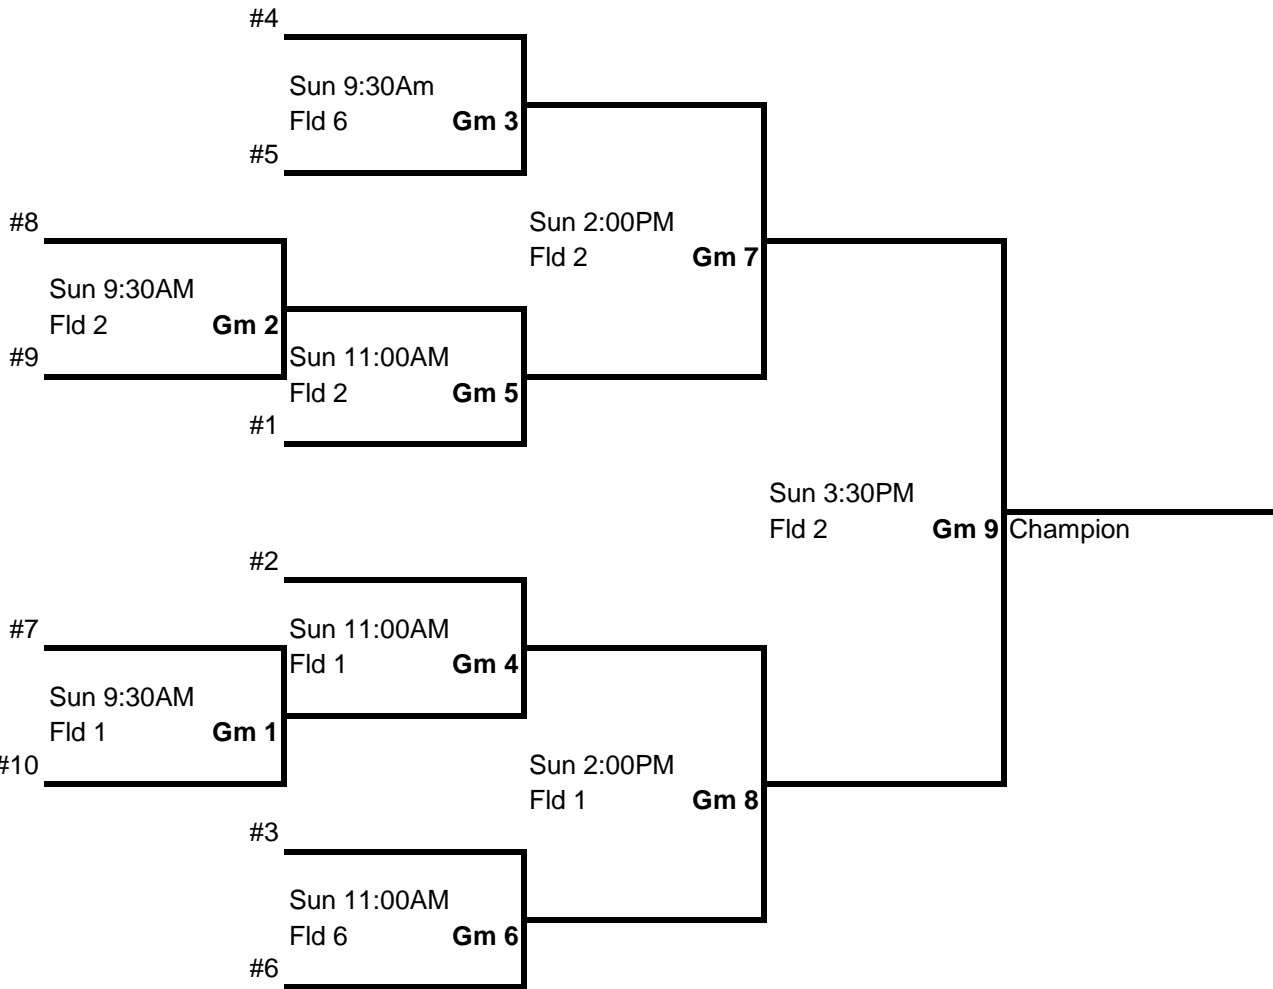 #4
Sun 9:30Am
Fld 6 Gm 3
#5
#8
Sun 2:00PM
Fld 2 Gm 7
Sun 9:30AM
Fld 2 Gm 2
#9
Sun 11:00AM
Fld 2 Gm 5
#1
Sun 3:30PM
Fld 2 Gm 9 Champion
#2
#7
Sun 11:00AM
Fld 1 Gm 4
Sun 9:30AM
Fld 1 Gm 1
#10
Sun 2:00PM
Fld 1 Gm 8
#3
Sun 11:00AM
Fld 6 Gm 6
#6